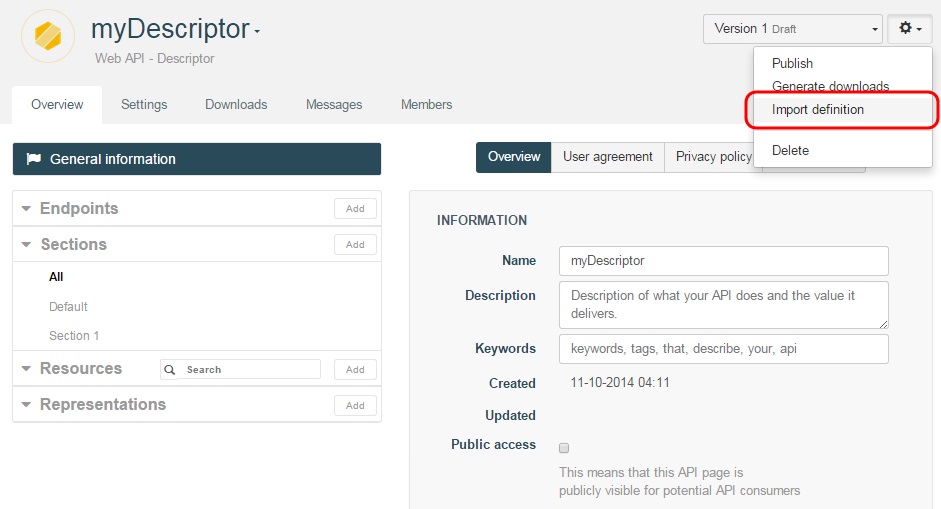 myDescriptor
Web API - Descriptor
Version 1 Draft
Publish
Generate downloads
Import definition
Delete
Overview
Settings
Downloads
Messages
Members
General information
Endpoints
Add
Sections
Add
All
Default
Section 1
Resources
Search
Add
Representations
Add
Overview
User agreement
Privacy policy
INFORMATION
Name
myDescriptor
Description
Description of what your API does and the value it
delivers.
Keywords
keywords, tags, that, describe, your, api
Created
11-10-2014 04:11
Updated
Public access
This means that this API page is
publicly visible for potential API consumers